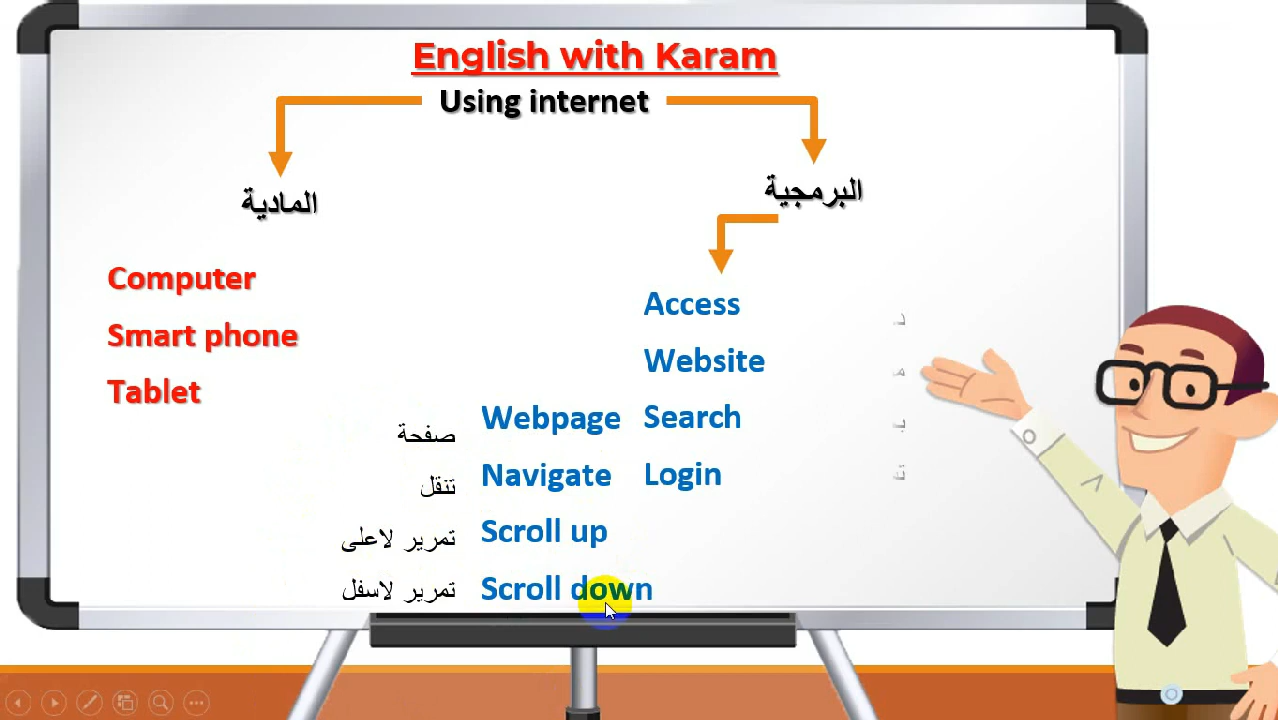 English with Karam
Using internet
المادية
البرمجية
Computer
Smart phone
Tablet
Access
Website
Search
Login
Webpage
صفحة
Navigate
تنقل
Scroll up
تمرير لاعلى
Scroll down
تمرير لاسفل